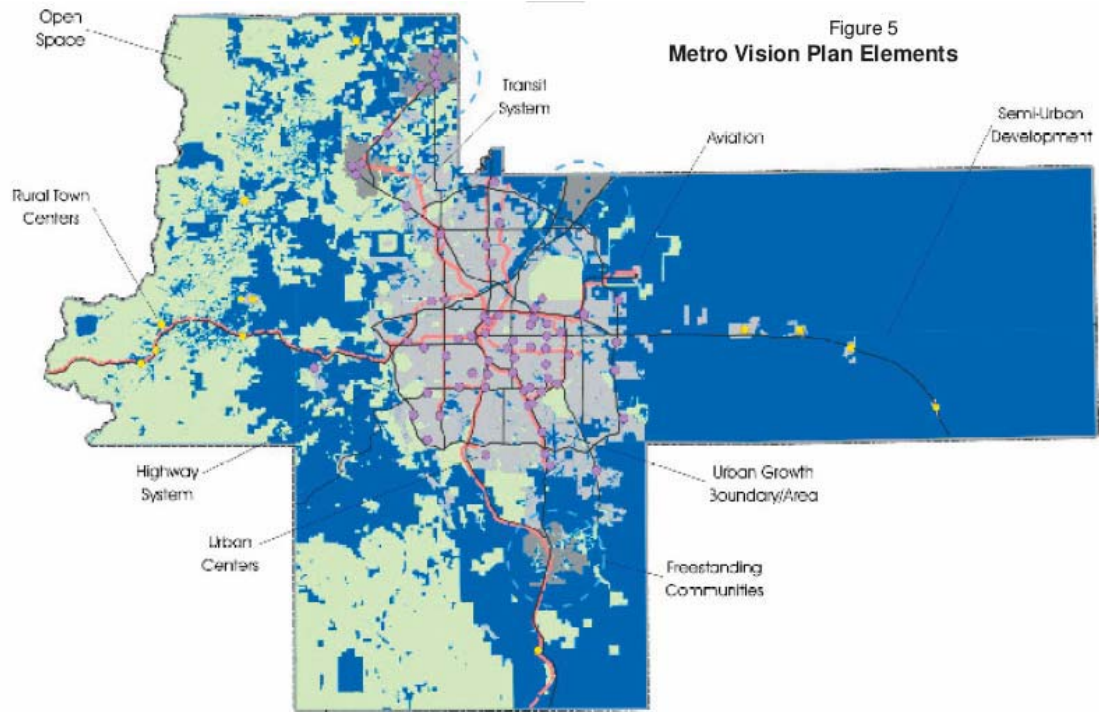 Figure 5
Metro Vision Plan Elements
Open
Space
Transit
System
Aviation
Semi-Urban
Development
Rural Town
Centers
Highway
System
Urban
Centers
Urban Growth
Boundary/Area
Freestanding
Communities